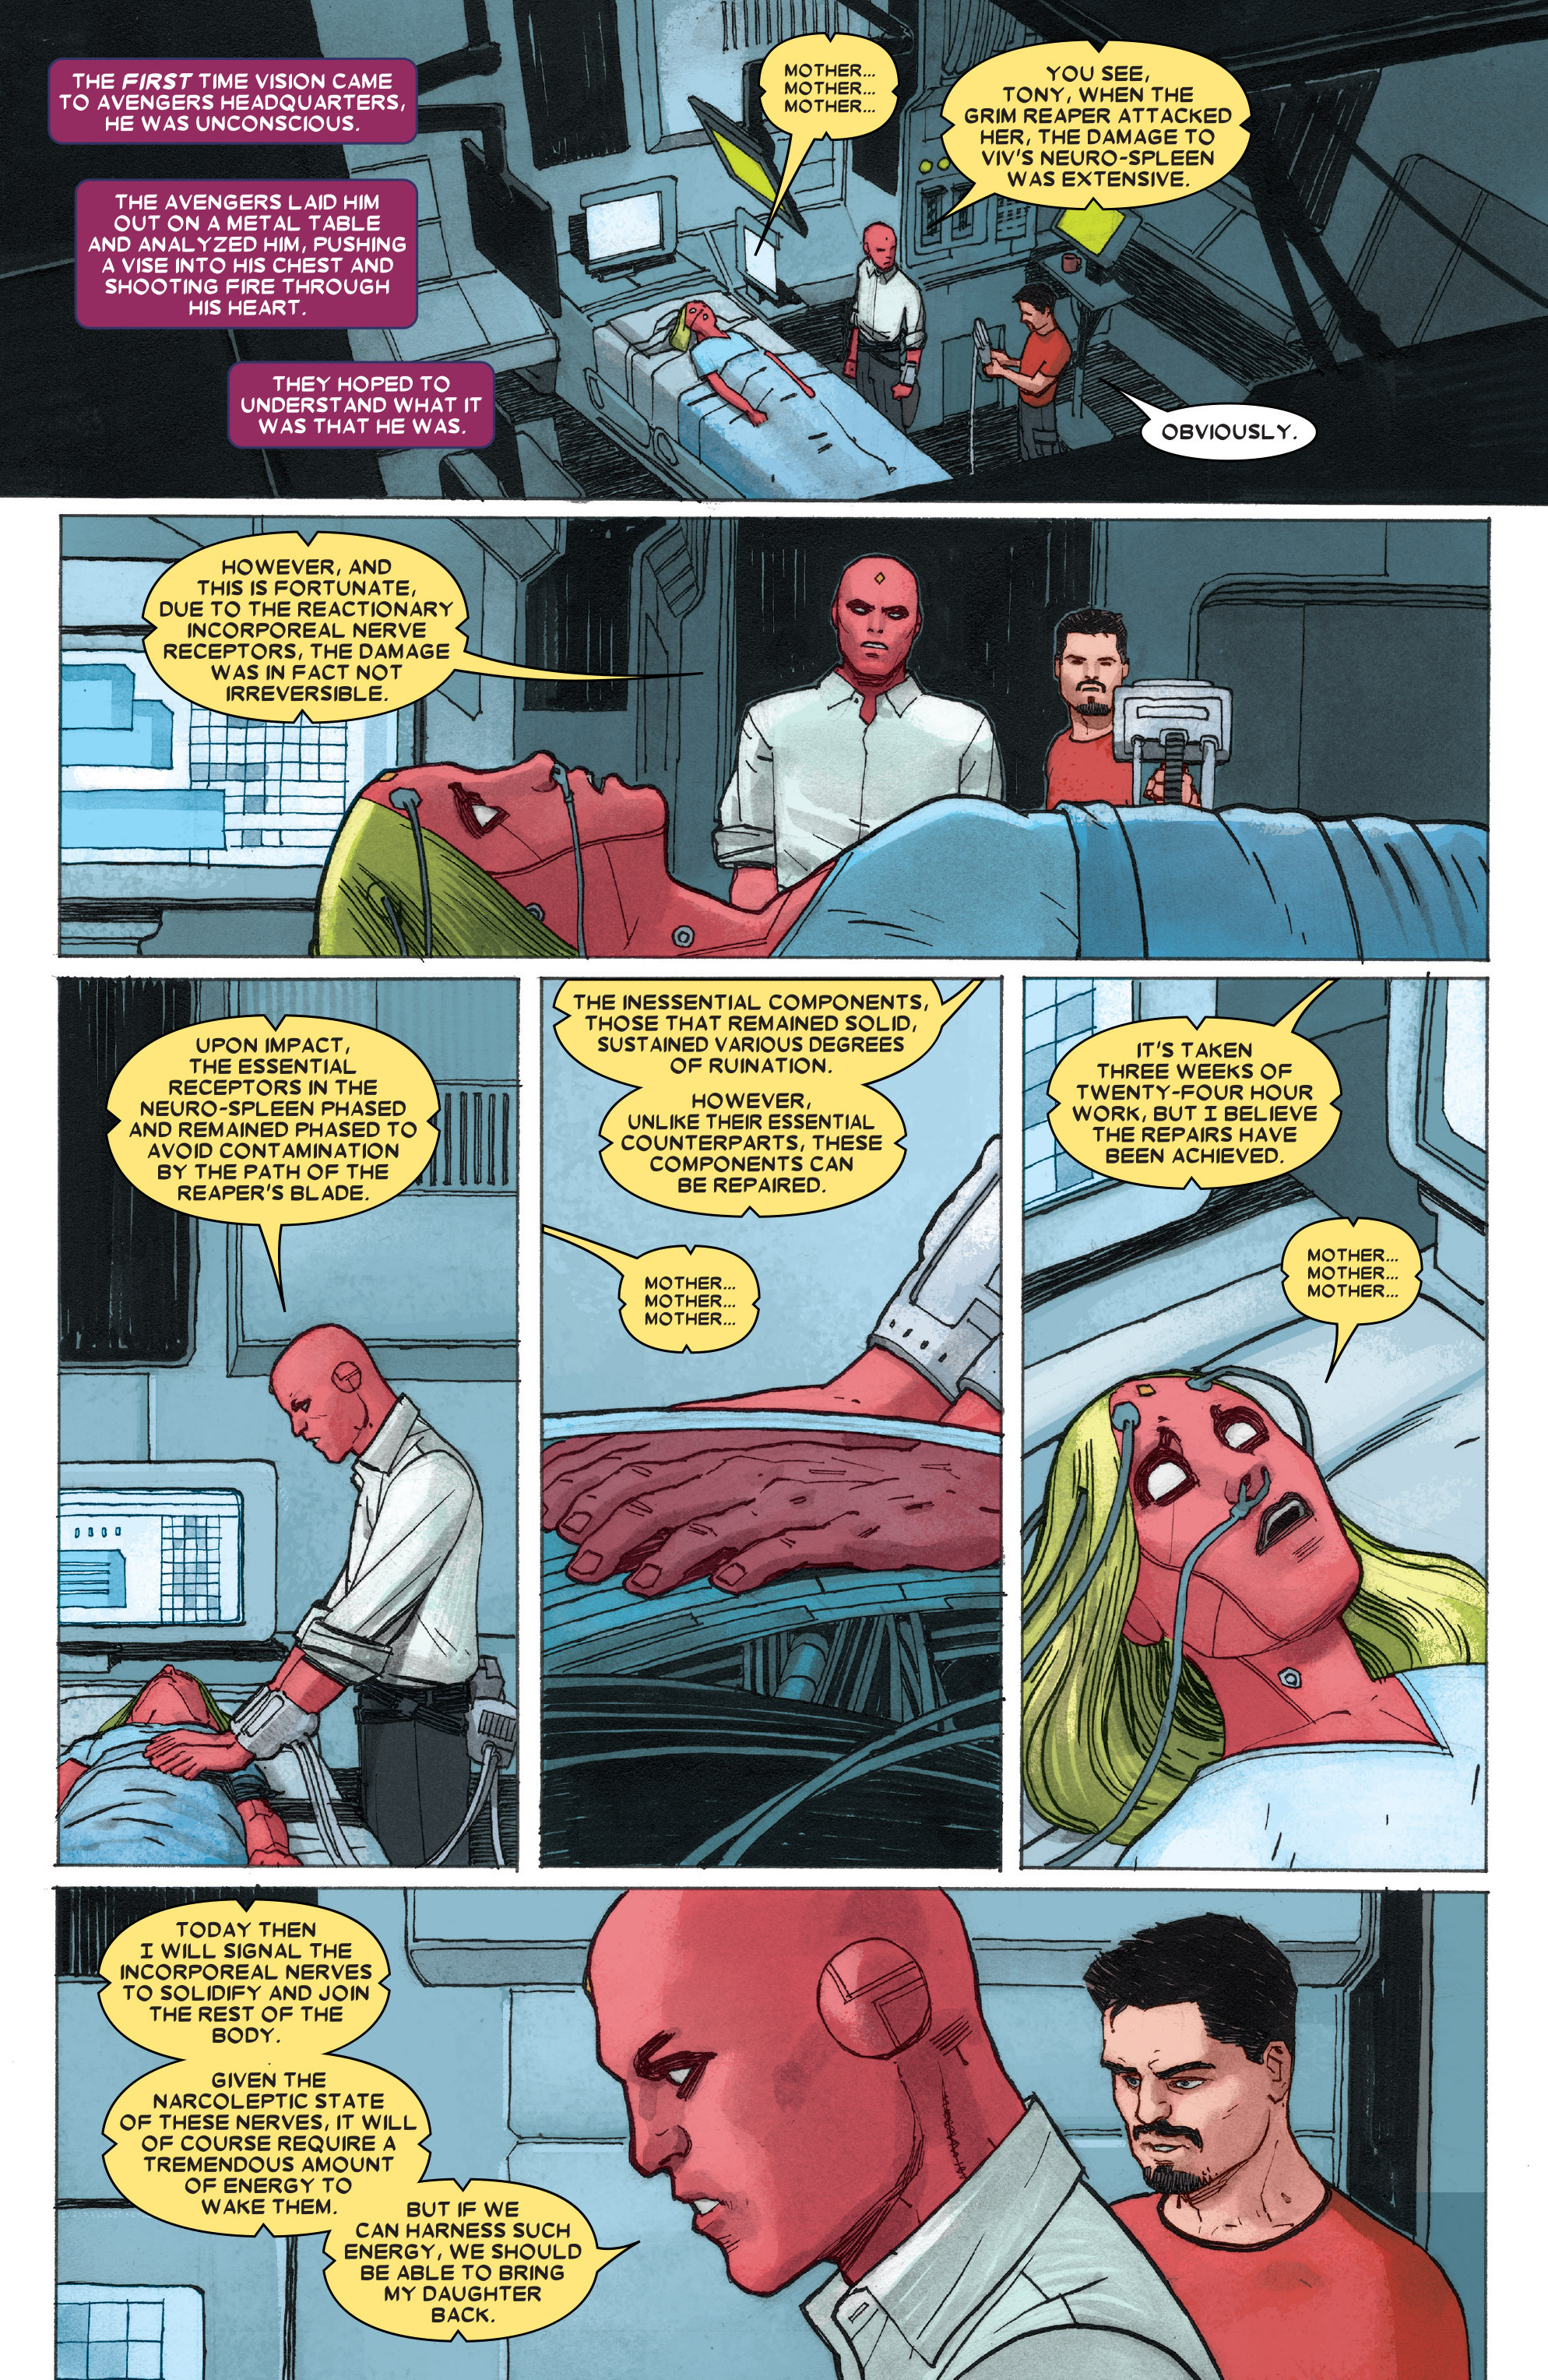 THE FIRST TIME VISION CAME
TO AVENGERS HEADQUARTERS,
HE WAS UNCONSCIOUS.
THE AVENGERS LAID HIM
OUT ON A METAL TABLE
AND ANALYZED HIM, PUSHING
A VISE INTO HIS CHEST AND
SHOOTING FIRE THROUGH
HIS HEART.
THEY HOPED TO
UNDERSTAND WHAT IT
WAS THAT HE WAS.
MOTHER...
MOTHER...
MOTHER...
YOU SEE,
TONY, WHEN THE
GRIM REAPER ATTACKED
HER, THE DAMAGE TO
VIV'S NEURO-SPLEEN
WAS EXTENSIVE.
OBVIOUSLY.
HOWEVER, AND
THIS IS FORTUNATE,
DUE TO THE REACTIONARY
INCORPOREAL NERVE
RECEPTORS, THE DAMAGE
WAS IN FACT NOT
IRREVERSIBLE.
UPON IMPACT,
THE ESSENTIAL
RECEPTORS IN THE
NEURO-SPLEEN PHASED
AND REMAINED PHASED TO
AVOID CONTAMINATION
BY THE PATH OF THE
REAPER'S BLADE.
THE INESSENTIAL COMPONENTS,
THOSE THAT REMAINED SOLID,
SUSTAINED VARIOUS DEGREES
OF RUINATION.
HOWEVER,
UNLIKE THEIR ESSENTIAL
COUNTERPARTS, THESE
COMPONENTS CAN
BE REPAIRED.
MOTHER...
MOTHER...
MOTHER...
IT'S TAKEN
THREE WEEKS OF
TWENTY-FOUR HOUR
WORK, BUT I BELIEVE
THE REPAIRS HAVE
BEEN ACHIEVED.
MOTHER...
MOTHER...
MOTHER...
TODAY THEN
I WILL SIGNAL THE
INCORPOREAL NERVES
TO SOLIDIFY AND JOIN
THE REST OF THE
BODY.
GIVEN THE
NARCOLEPTIC STATE
OF THESE NERVES, IT WILL
OF COURSE REQUIRE A
TREMENDOUS AMOUNT
OF ENERGY TO
WAKE THEM.
BUT IF WE
CAN HARNESS SUCH
ENERGY, WE SHOULD
BE ABLE TO BRING
MY DAUGHTER
BACK.